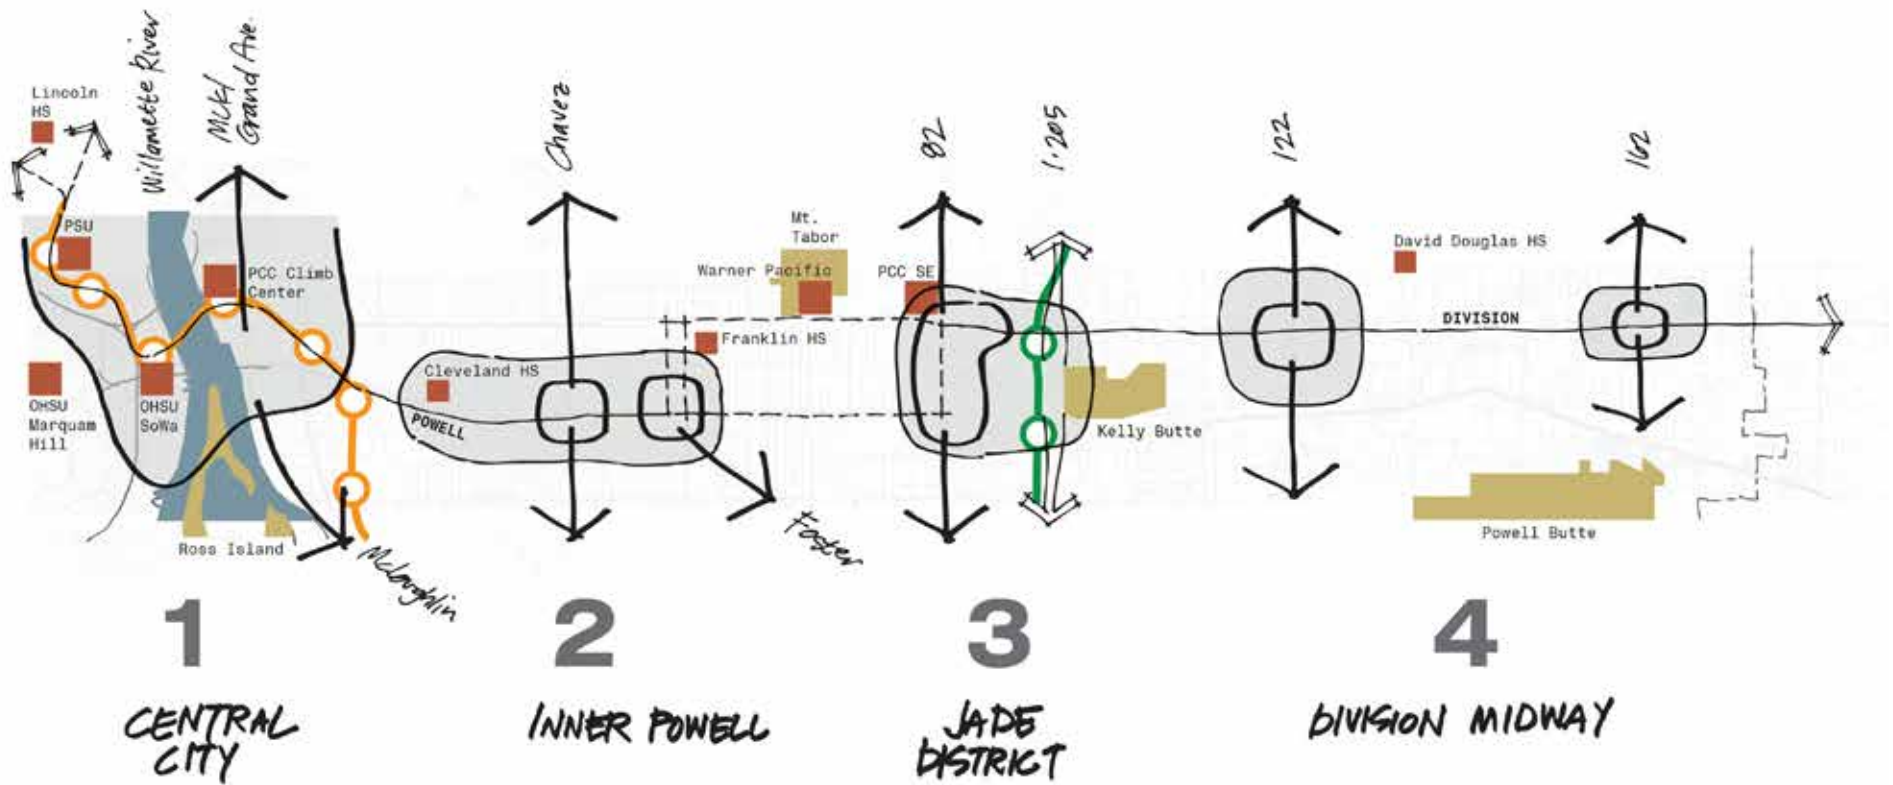 Lincoln
HS
Willamette River
MLK/
Grand Ave.
Chavez
82
I-205
122
162
PSU
PCC Climb
Center
Mt.
Tabor
Warner Pacific
PCC SE
David Douglas HS
DIVISION
Franklin HS
Cleveland HS
POWELL
OHSU
Marquam
Hill
OHSU
SoWa
Kelly Butte
Powell Butte
Ross Island
McLoughlin
Foster
1
2
3
4
CENTRAL
CITY
INNER POWELL
JADE
DISTRICT
DIVISION MIDWAY